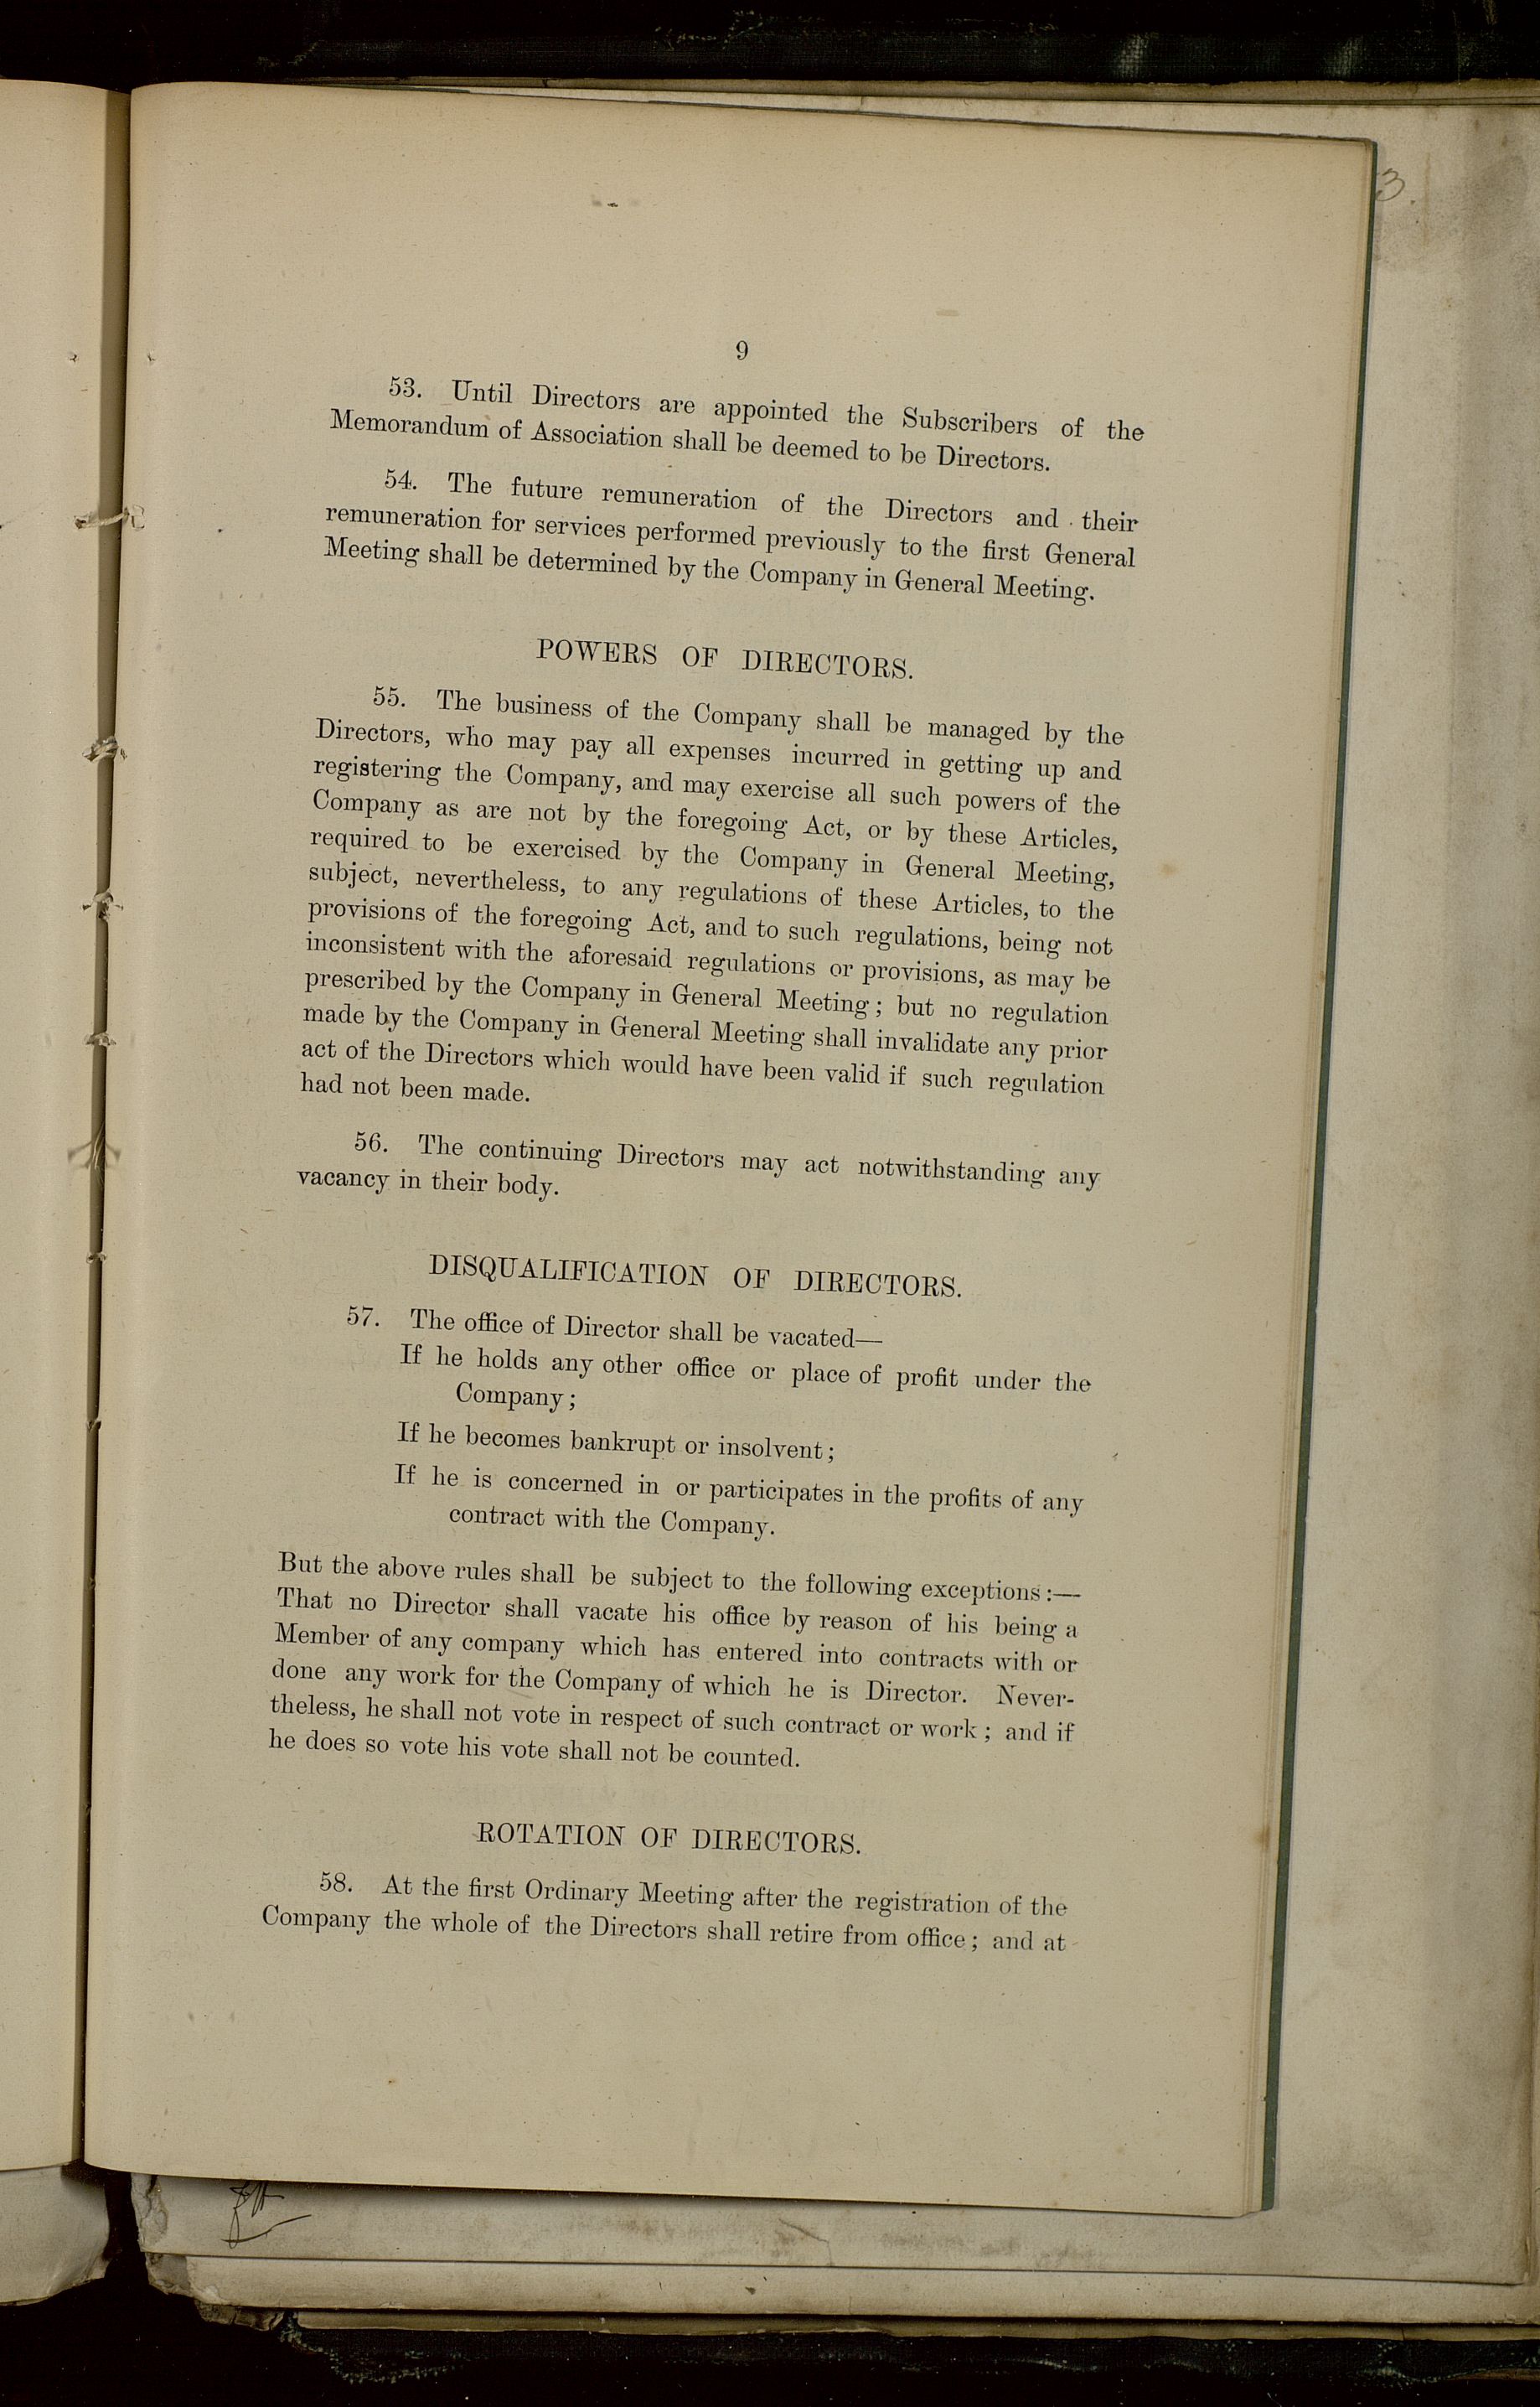 3.
9
53. Until Directors are appointed the Subscribers of the
Memorandum of Association shall be deemed to be Directors.
54. The future remuneration of the Directors and their
remuneration for services performed previously to the first General
Meeting shall be determined by the Company in General Meeting.
POWERS OF DIRECTORS.
55. The business of the Company shall be managed by the
Directors, who may pay all expenses incurred in getting up and
registering the Company, and may exercise all such powers of the
Company as are not by the foregoing Act, or by these Articles,
required to be exercised by the Company in General Meeting,
subject, nevertheless, to any regulations of these Articles, to the
provisions of the foregoing Act, and to such regulations, being not
inconsistent with the aforesaid regulations or provisions, as may be
prescribed by the Company in General Meeting; but no regulation
made by the Company in General Meeting shall invalidate any prior
act of the Directors which would have been valid if such regulation
had not been made.
56. The continuing Directors may act notwithstanding any
vacancy in their body.
DISQUALIFICATION OF DIRECTORS.
57. The office of Director shall be vacated—
If he holds any other office or place of profit under the
Company;
If he becomes bankrupt or insolvent;
If he is concerned in or participates in the profits of any
contract with the Company.
But the above rules shall be subject to the following exceptions:—
That no Director shall vacate his office by reason of his being a
Member of any company which has entered into contracts with or
done any work for the Company of which he is Director. Never-
theless, he shall not vote in respect of such contract or work; and if
he does so vote his vote shall not be counted.
ROTATION OF DIRECTORS.
58. At the first Ordinary Meeting after the registration of the
Company the whole of the Directors shall retire from office; and at